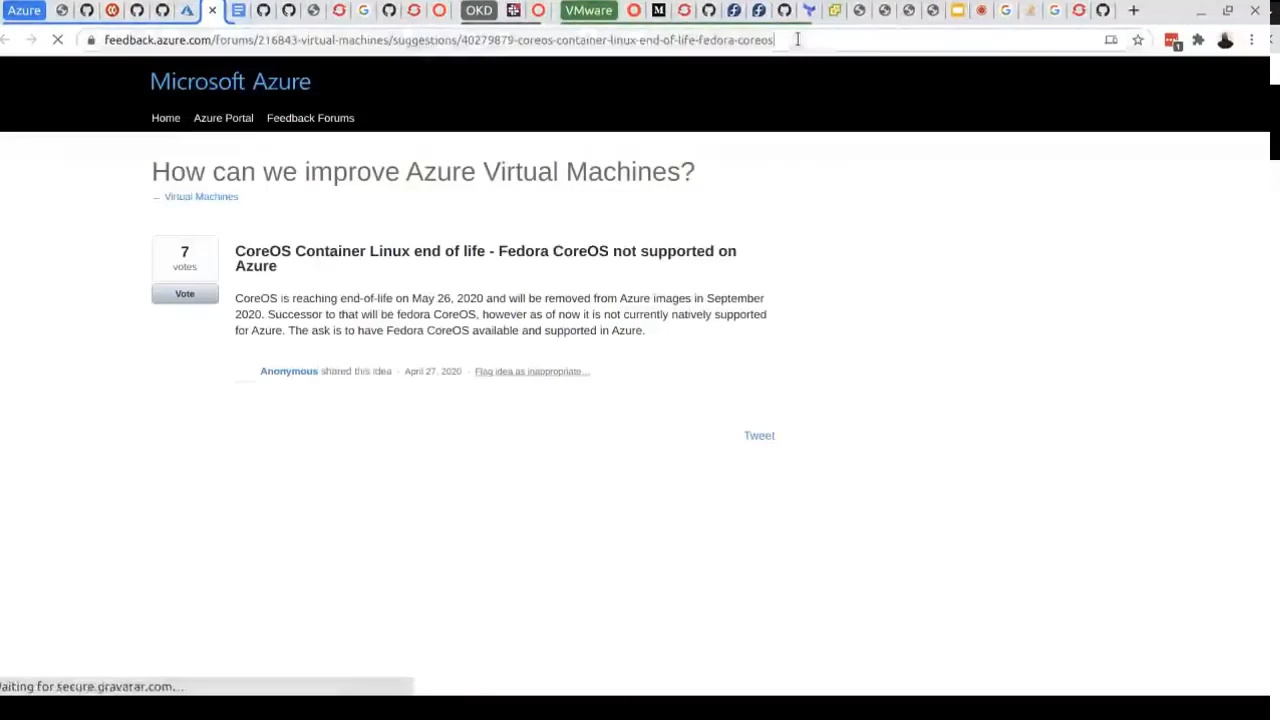 Azure
OKD
VMware
feedback.azure.com/forums/216843-virtual-machines/suggestions/40279879-coreos-container-linux-end-of-life-fedora-coreos
1
Microsoft Azure
Home Azure Portal Feedback Forums
How can we improve Azure Virtual Machines?
← Virtual Machines
7
votes
Vote
CoreOS Container Linux end of life - Fedora CoreOS not supported on
Azure
CoreOS is reaching end-of-life on May 26, 2020 and will be removed from Azure images in September
2020. Successor to that will be fedora CoreOS, however as of now it is not currently natively supported
for Azure. The ask is to have Fedora CoreOS available and supported in Azure.
Anonymous shared this idea · April 27, 2020 · Flag idea as inappropriate…
Tweet
aiting for secure.gravatar.com...